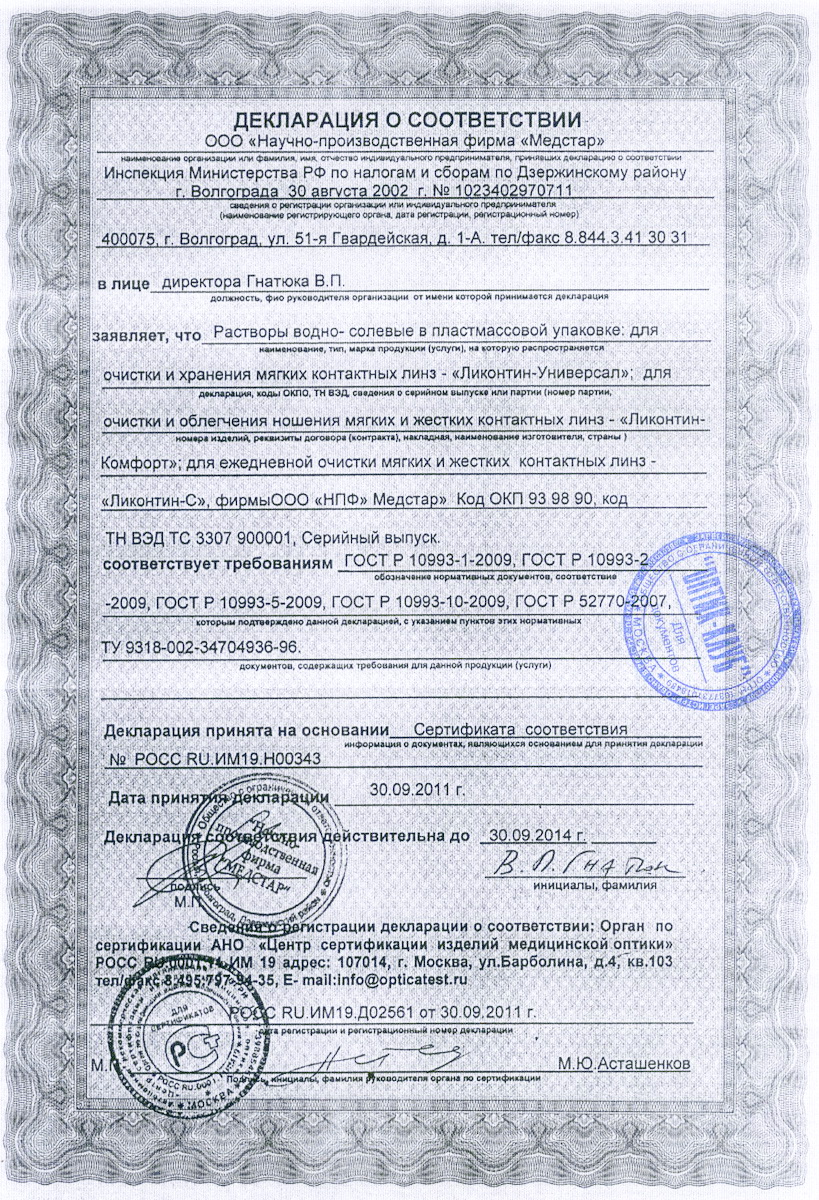 ДЕКЛАРАЦИЯ О СООТВЕТСТВИИ
ООО «Научно-производственная фирма «Медстар»
наименование организации или фамилия, имя, отчество индивидуального предпринимателя, принявших декларацию о соответствии
Инспекция Министерства РФ по налогам и сборам по Дзержинскому району
г. Волгограда 30 августа 2002 г. № 1023402970711
сведения о регистрации организации или индивидуального предпринимателя
(наименование регистрирующего органа, дата регистрации, регистрационный номер)
400075, г. Волгоград, ул. 51-я Гвардейская, д. 1-А. тел/факс 8.844.3.41 30 31
в лице директора Гнатюка В.П.
должность, фио руководителя организации от имени которой принимается декларация
заявляет, что Растворы водно- солевые в пластмассовой упаковке: для
наименование, тип, марка продукции (услуги), на которую распространяется
очистки и хранения мягких контактных линз - «Ликонтин-Универсал»; для
декларация, коды ОКПО, ТН ВЭД, сведения о серийном выпуске или партии (номер партии,
очистки и облегчения ношения мягких и жестких контактных линз - «Ликонтин-
номера изделий, реквизиты договора (контракта), накладная, наименование изготовителя, страны )
Комфорт»; для ежедневной очистки мягких и жестких контактных линз -
«Ликонтин-С», фирмыООО «НПФ» Медстар» Код ОКП 93 98 90, код
ТН ВЭД ТС 3307 900001, Серийный выпуск.
соответствует требованиям ГОСТ Р 10993-1-2009, ГОСТ Р 10993-2
обозначение нормативных документов, соответствие
-2009, ГОСТ Р 10993-5-2009, ГОСТ Р 10993-10-2009, ГОСТ Р 52770-2007,
которым подтверждено данной декларацией, с указанием пунктов этих нормативных
ТУ 9318-002-34704936-96.
документов, содержащих требования для данной продукции (услуги)
"ОПТИК-КЛУБ"
Для документов
МОСКВА
Декларация принята на основании Сертификата соответствия
информация о документах, являющихся основанием для принятия декларации
№ РОСС RU.ИМ19.Н00343
Дата принятия декларации 30.09.2011 г.
Декларация соответствия действительна до 30.09.2014 г.
"Научно-
производственная
фирма
"МЕДСТАР"
В.П.Гнатюк
подпись
инициалы, фамилия
М.П.
Сведения о регистрации декларации о соответствии: Орган по
сертификации АНО «Центр сертификации изделий медицинской оптики»
РОСС RU.0001.11.ИМ 19 адрес: 107014, г. Москва, ул.Барболина, д.4, кв.103
тел/факс 8.495.797-94-35, E- mail:info@opticatest.ru
РОСС RU.ИМ19.Д02561 от 30.09.2011 г.
дата регистрации и регистрационный номер декларации
ДЛЯ
СЕРТИФИКАТОВ
МОСКВА
М.П.
М.Ю.Асташенков
Подпись, инициалы, фамилия руководителя органа по сертификации